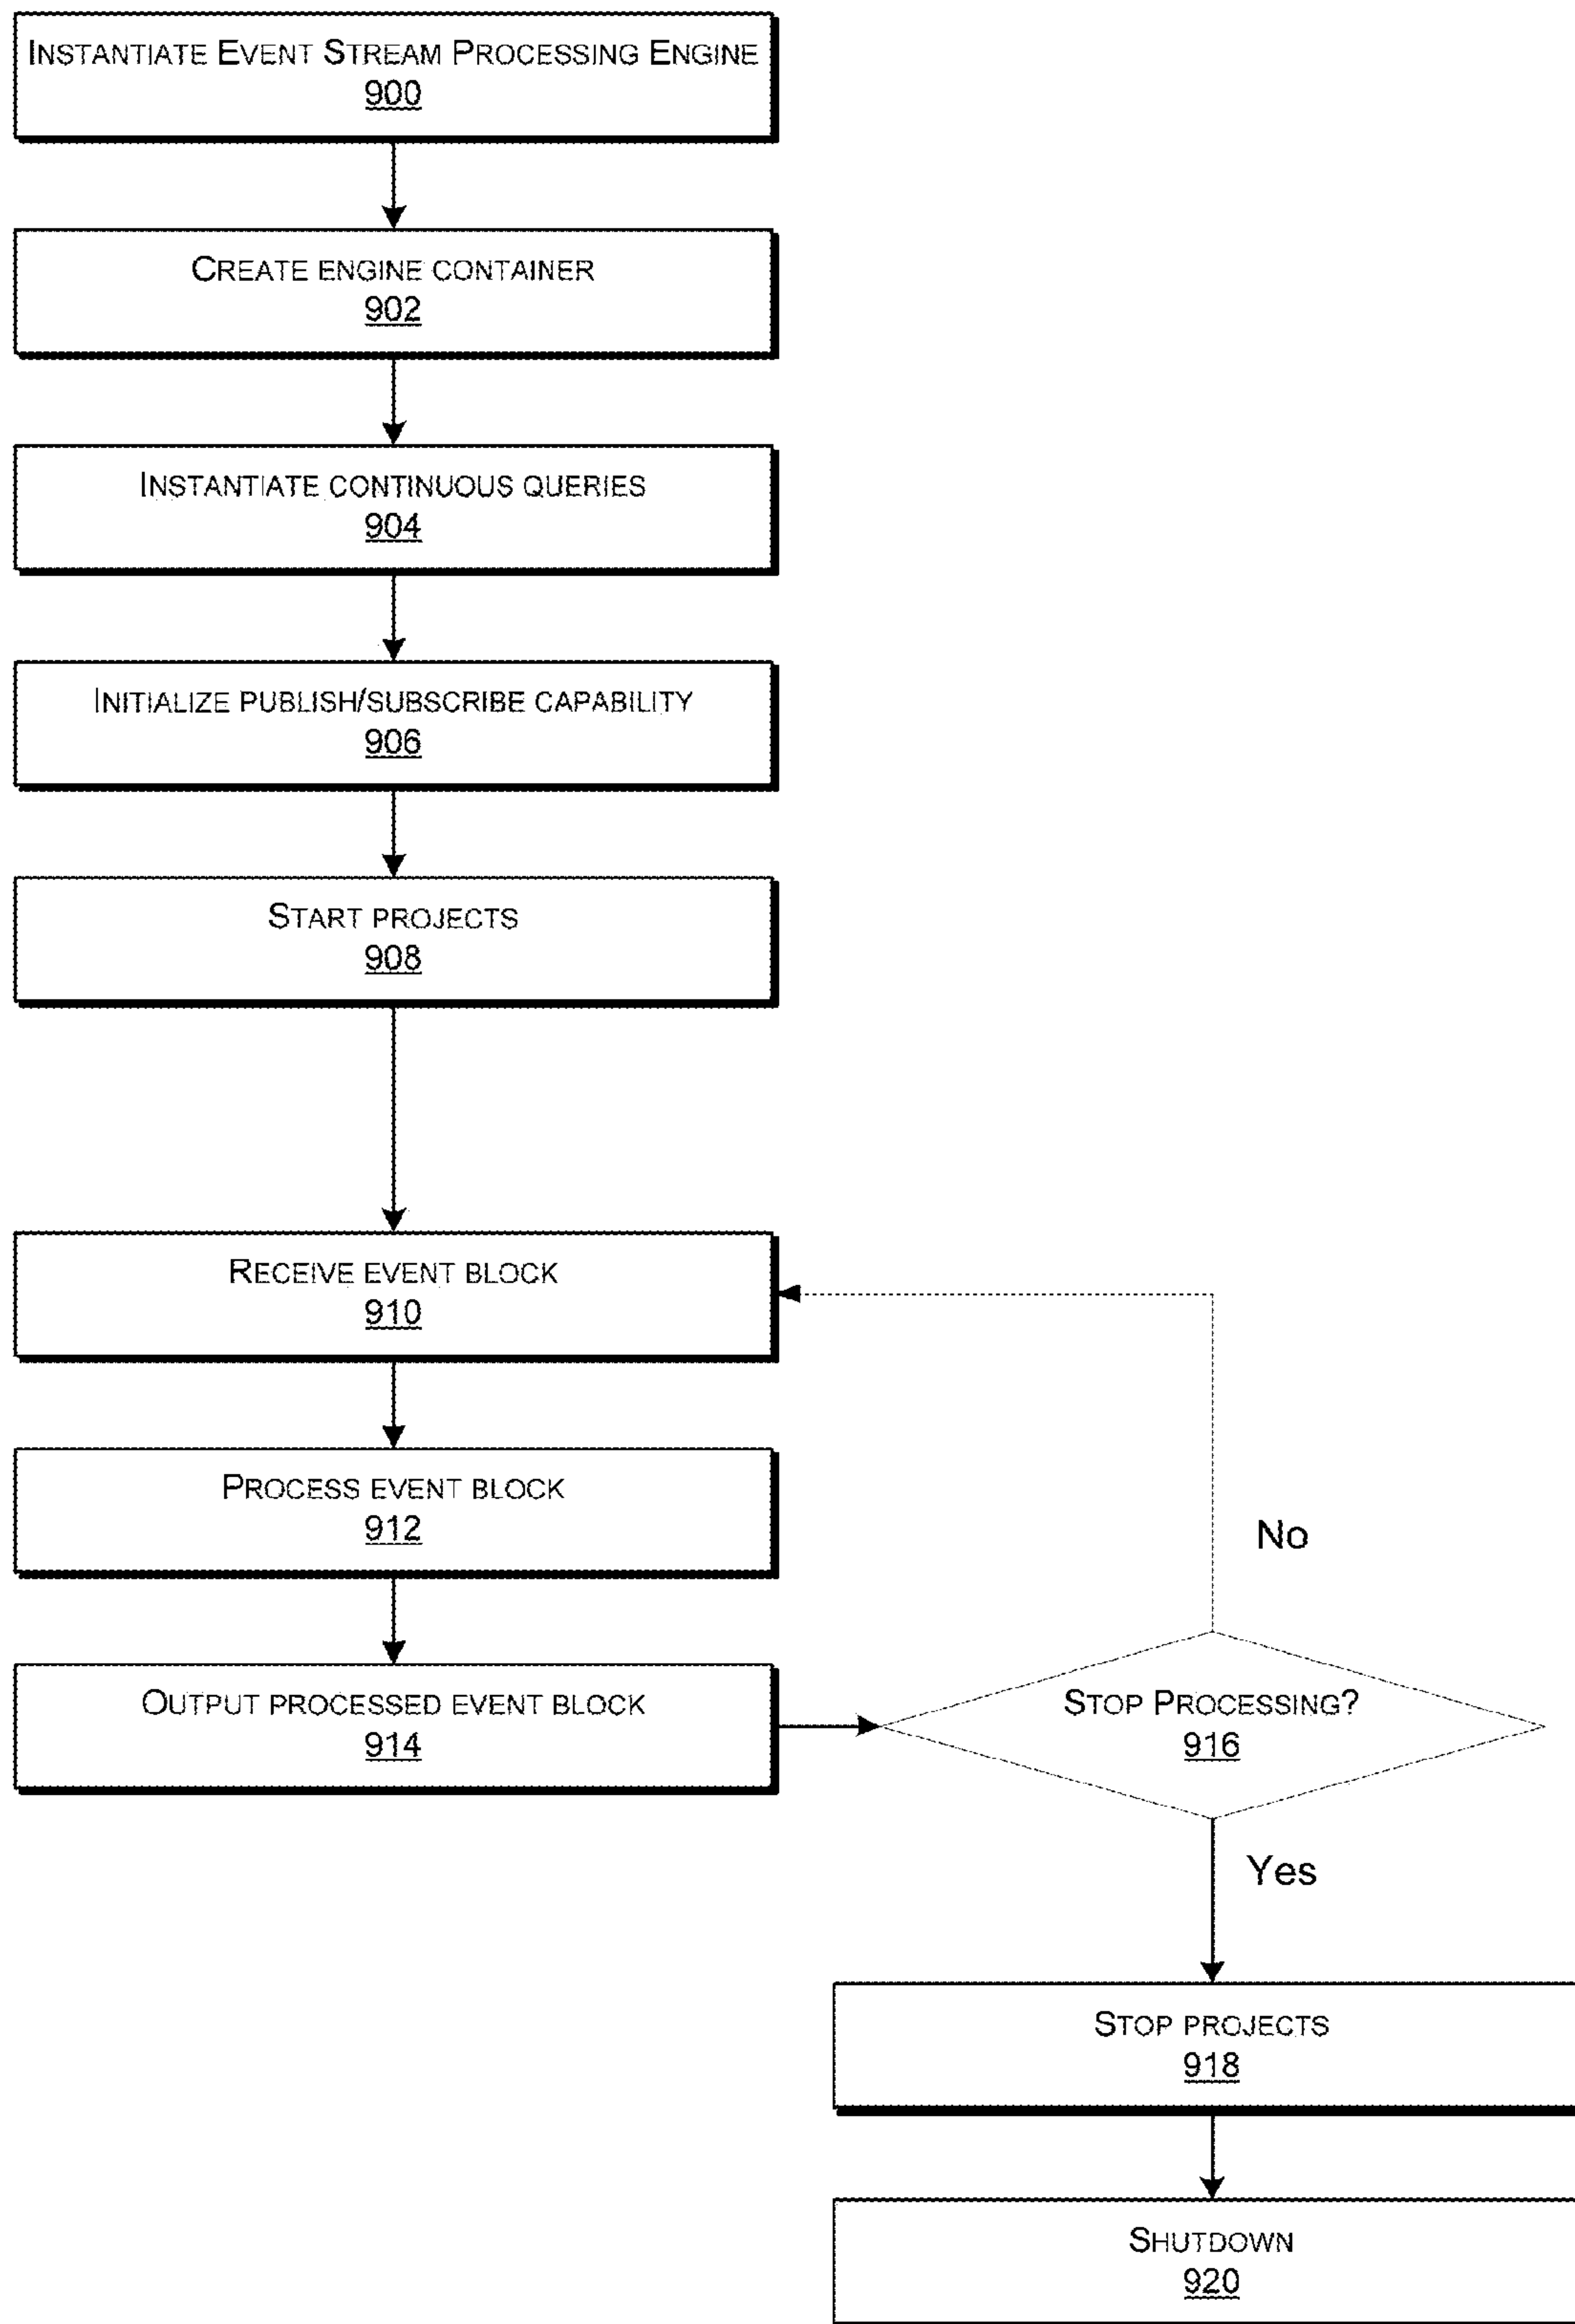 INSTANTIATE EVENT STREAM PROCESSING ENGINE
900
CREATE ENGINE CONTAINER
902
INSTANTIATE CONTINUOUS QUERIES
904
INITIALIZE PUBLISH/SUBSCRIBE CAPABILITY
906
START PROJECTS
908
RECEIVE EVENT BLOCK
910
PROCESS EVENT BLOCK
912
No
OUTPUT PROCESSED EVENT BLOCK
914
STOP PROCESSING?
916
Yes
STOP PROJECTS
918
SHUTDOWN
920